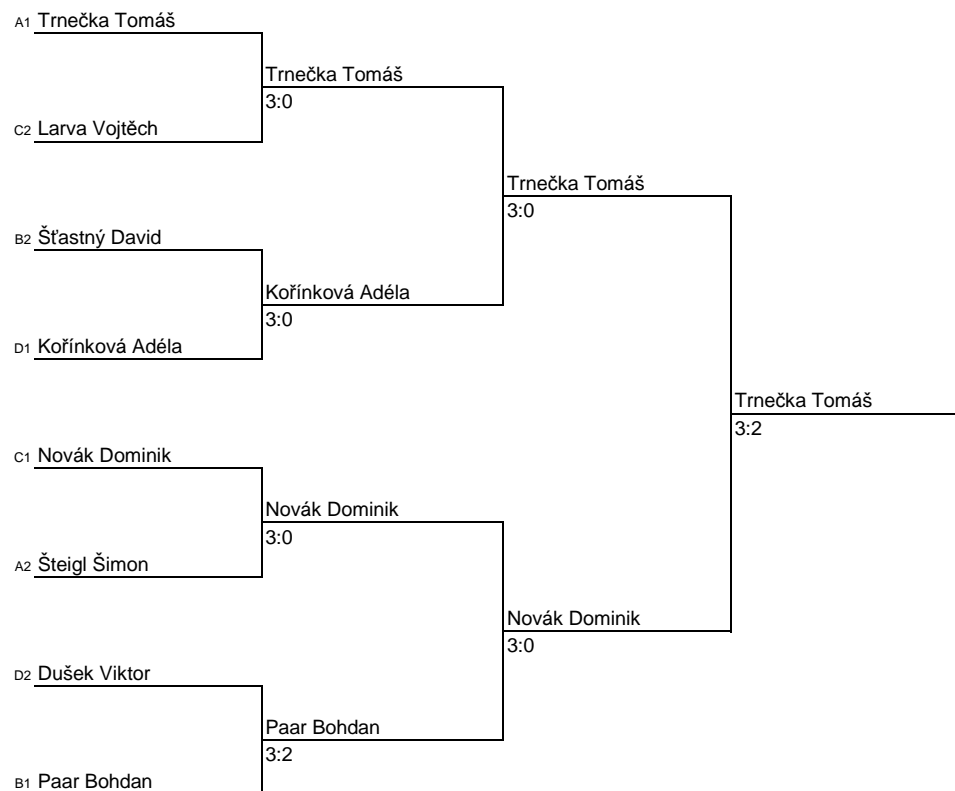 A1 Trnečka Tomáš
Trnečka Tomáš
3:0
C2 Larva Vojtěch
Trnečka Tomáš
3:0
B2 Šťastný David
Kořínková Adéla
3:0
D1 Kořínková Adéla
Trnečka Tomáš
3:2
C1 Novák Dominik
Novák Dominik
3:0
A2 Šteigl Šimon
Novák Dominik
3:0
D2 Dušek Viktor
Paar Bohdan
3:2
B1 Paar Bohdan